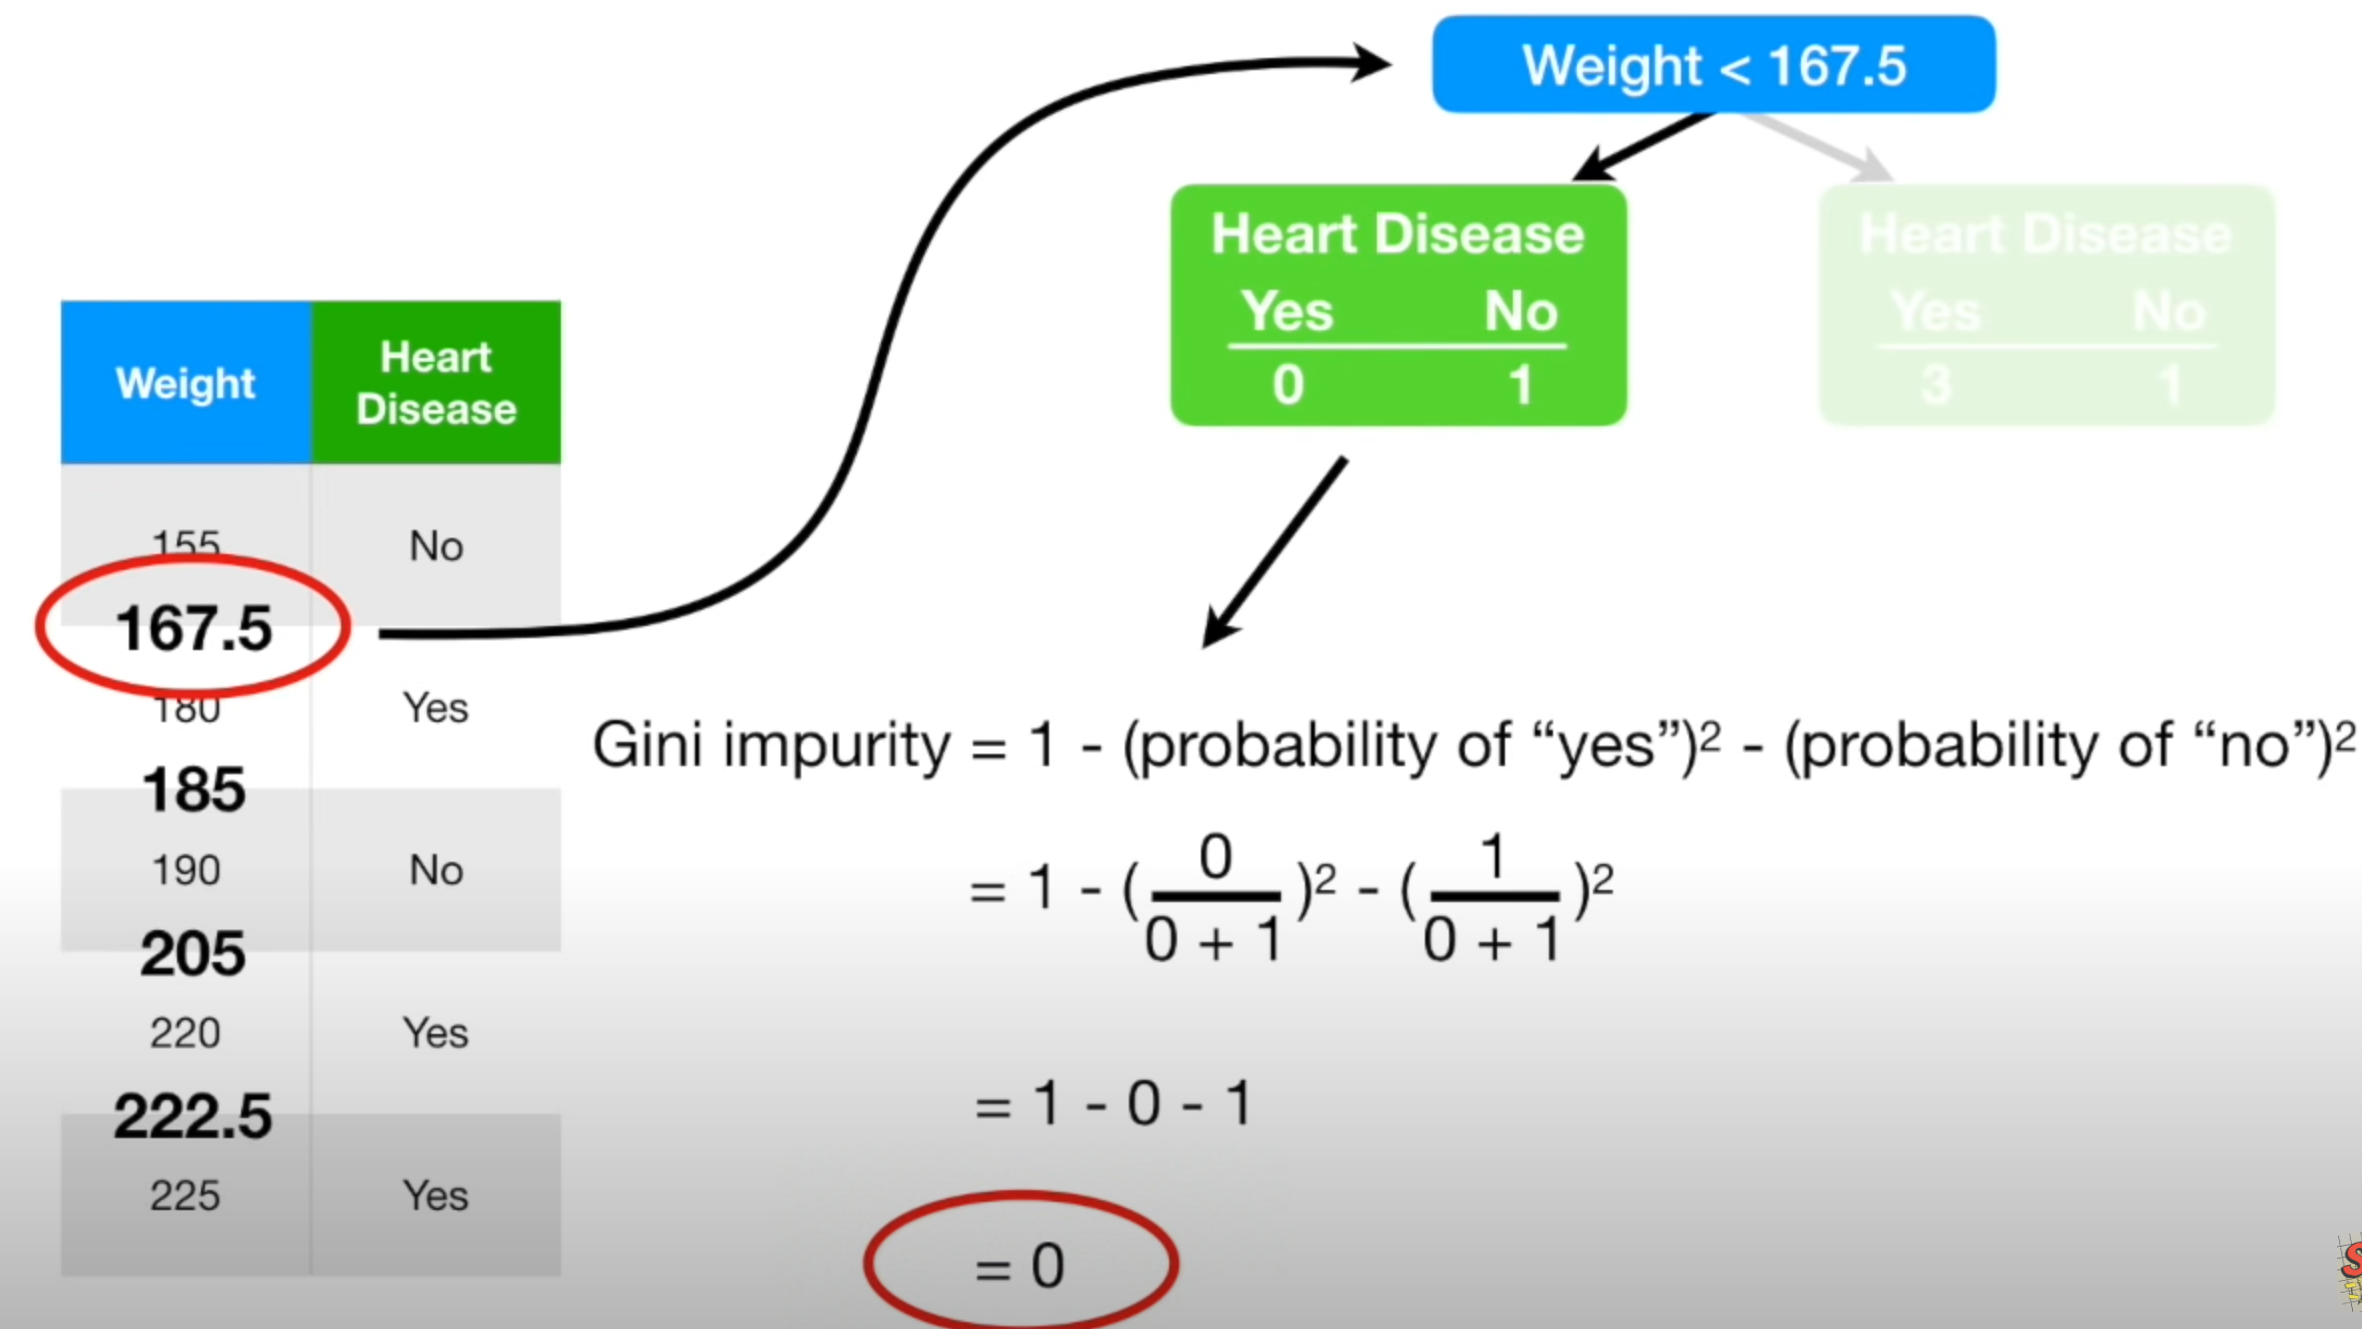 Weight < 167.5
Heart Disease
Yes No
0 1
Heart Disease
Yes No
3 1
Weight Heart Disease
155 No
167.5
180 Yes
185
190 No
205
220 Yes
222.5
225 Yes
Gini impurity = 1 - (probability of “yes”)² - (probability of “no”)²
= 1 - (0/0 + 1)² - (1/0 + 1)²
= 1 - 0 - 1
= 0